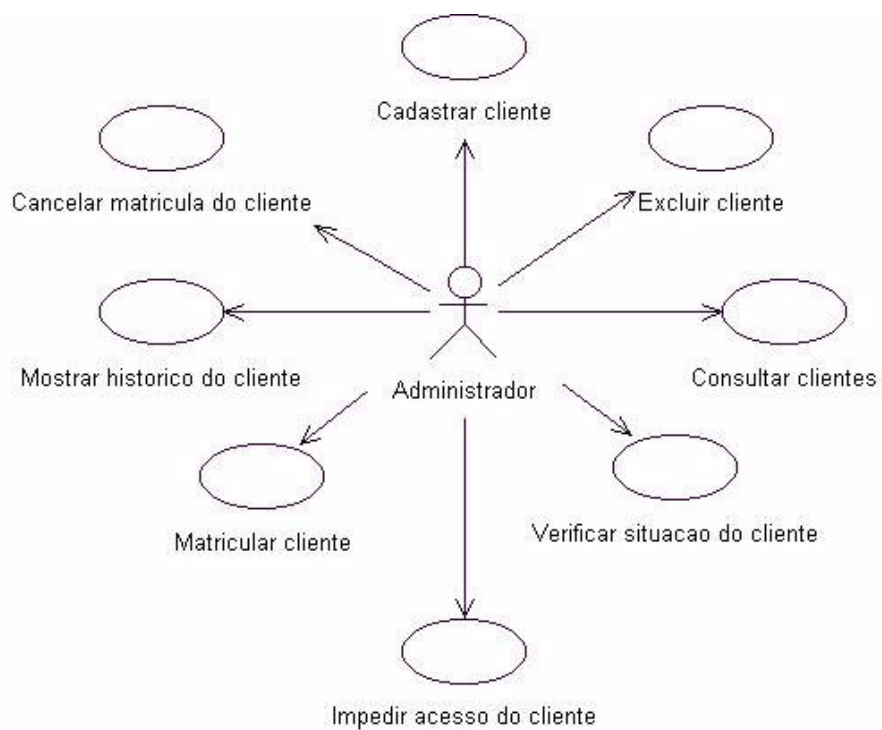 Cadastrar cliente
Cancelar matricula do cliente
Excluir cliente
Mostrar historico do cliente
Administrador
Consultar clientes
Matricular cliente
Verificar situacao do cliente
Impedir acesso do cliente